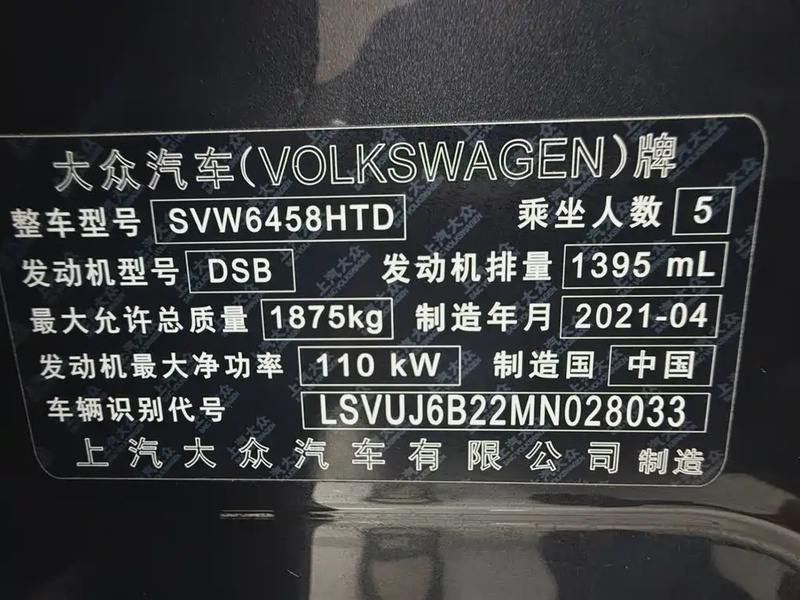 大众汽车(VOLKSWAGEN)牌
整车型号 SVW6458HTD 乘坐人数 5
发动机型号 DSB 发动机排量 1395 mL
最大允许总质量 1875kg 制造年月 2021-04
发动机最大净功率 110 kW 制造国 中国
车辆识别代号 LSVUJ6B22MN028033
上汽大众汽车有限公司 制造